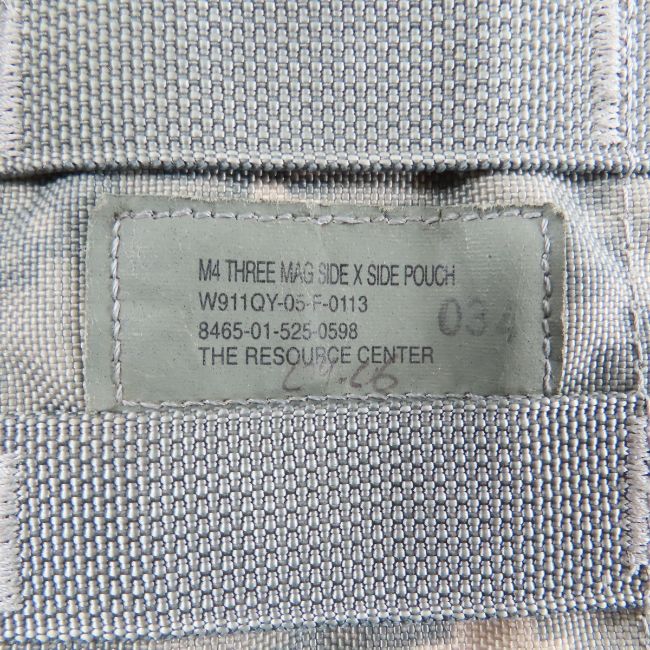 M4 THREE MAG SIDE X SIDE POUCH
W911QY-05-F-0113
8465-01-525-0598
THE RESOURCE CENTER